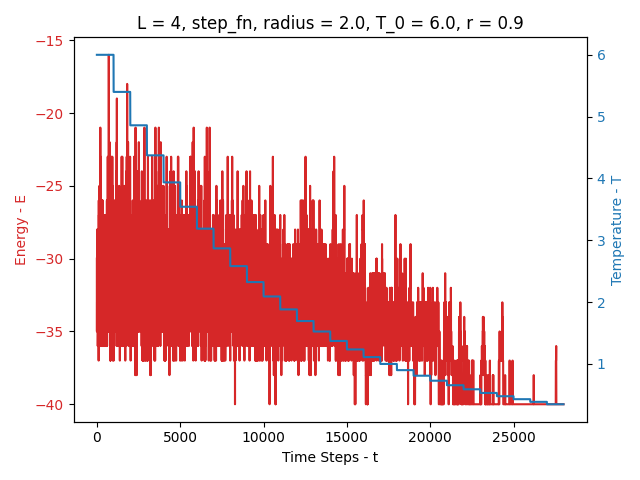 L = 4, step_fn, radius = 2.0, T_0 = 6.0, r = 0.9
−15
−20
−25
−30
−35
−40
Energy - E
6
5
4
3
2
1
Temperature - T
0 5000 10000 15000 20000 25000
Time Steps - t